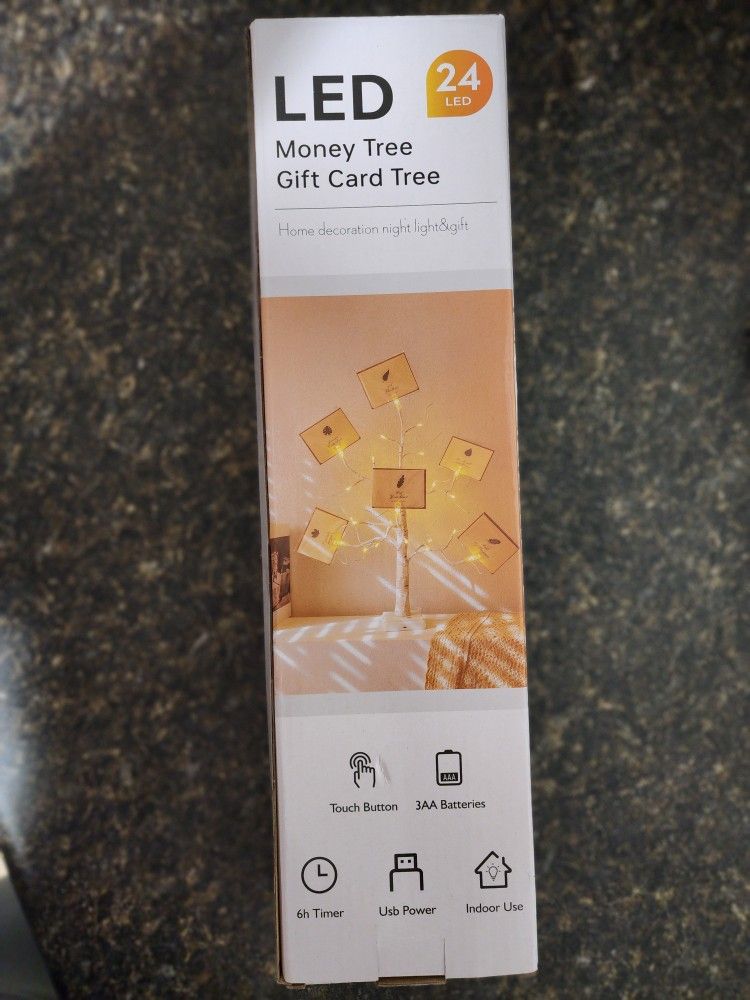 LED
24
LED
Money Tree
Gift Card Tree
Home decoration night light&gift
AAA
Touch Button
3AA Batteries
6h Timer
Usb Power
Indoor Use